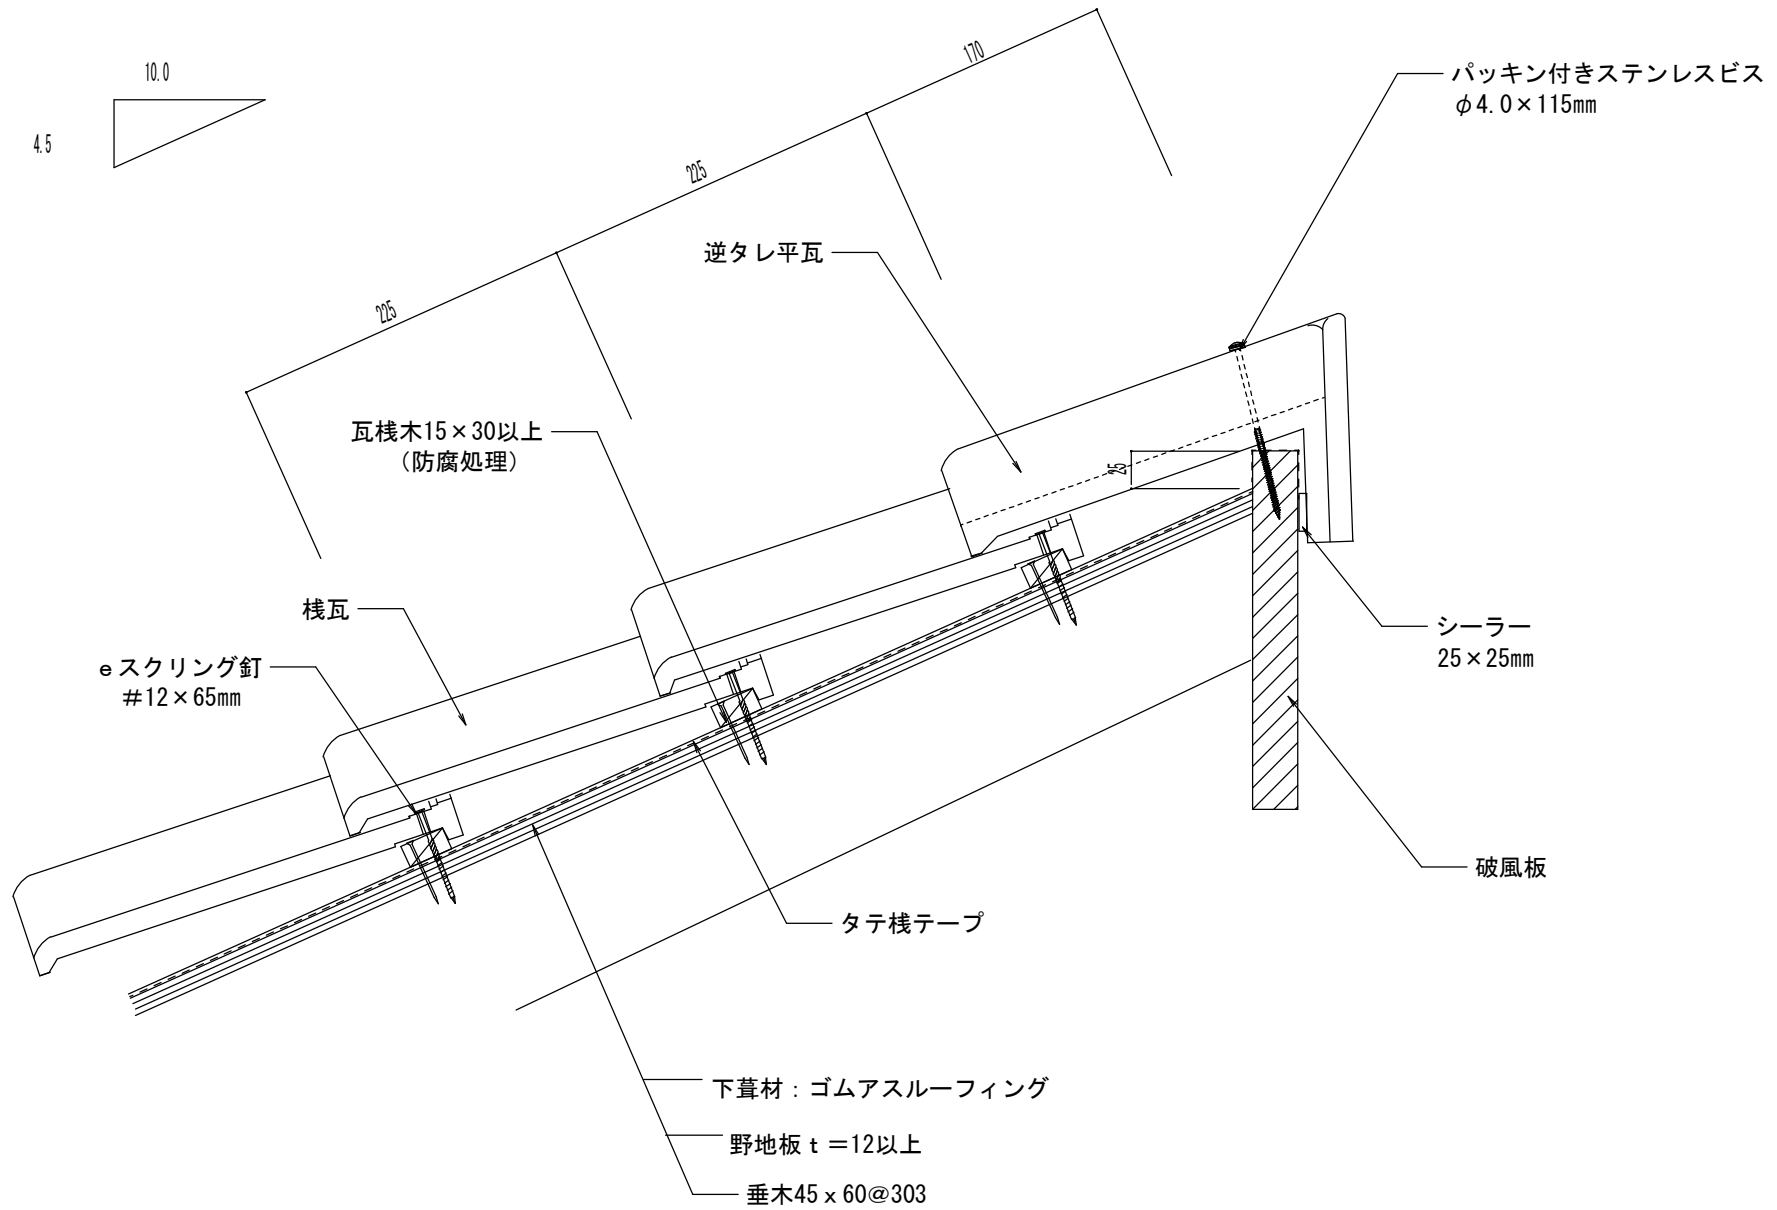 10.0
4.5
170
225
225
パッキン付きステンレスビス
φ4.0×115mm
逆タレ平瓦
瓦桟木15×30以上
(防腐処理)
25
桟瓦
eスクリング釘
#12×65mm
シーラー
25×25mm
破風板
タテ桟テープ
下葺材：ゴムアスルーフィング
野地板t＝12以上
垂木45x60@303